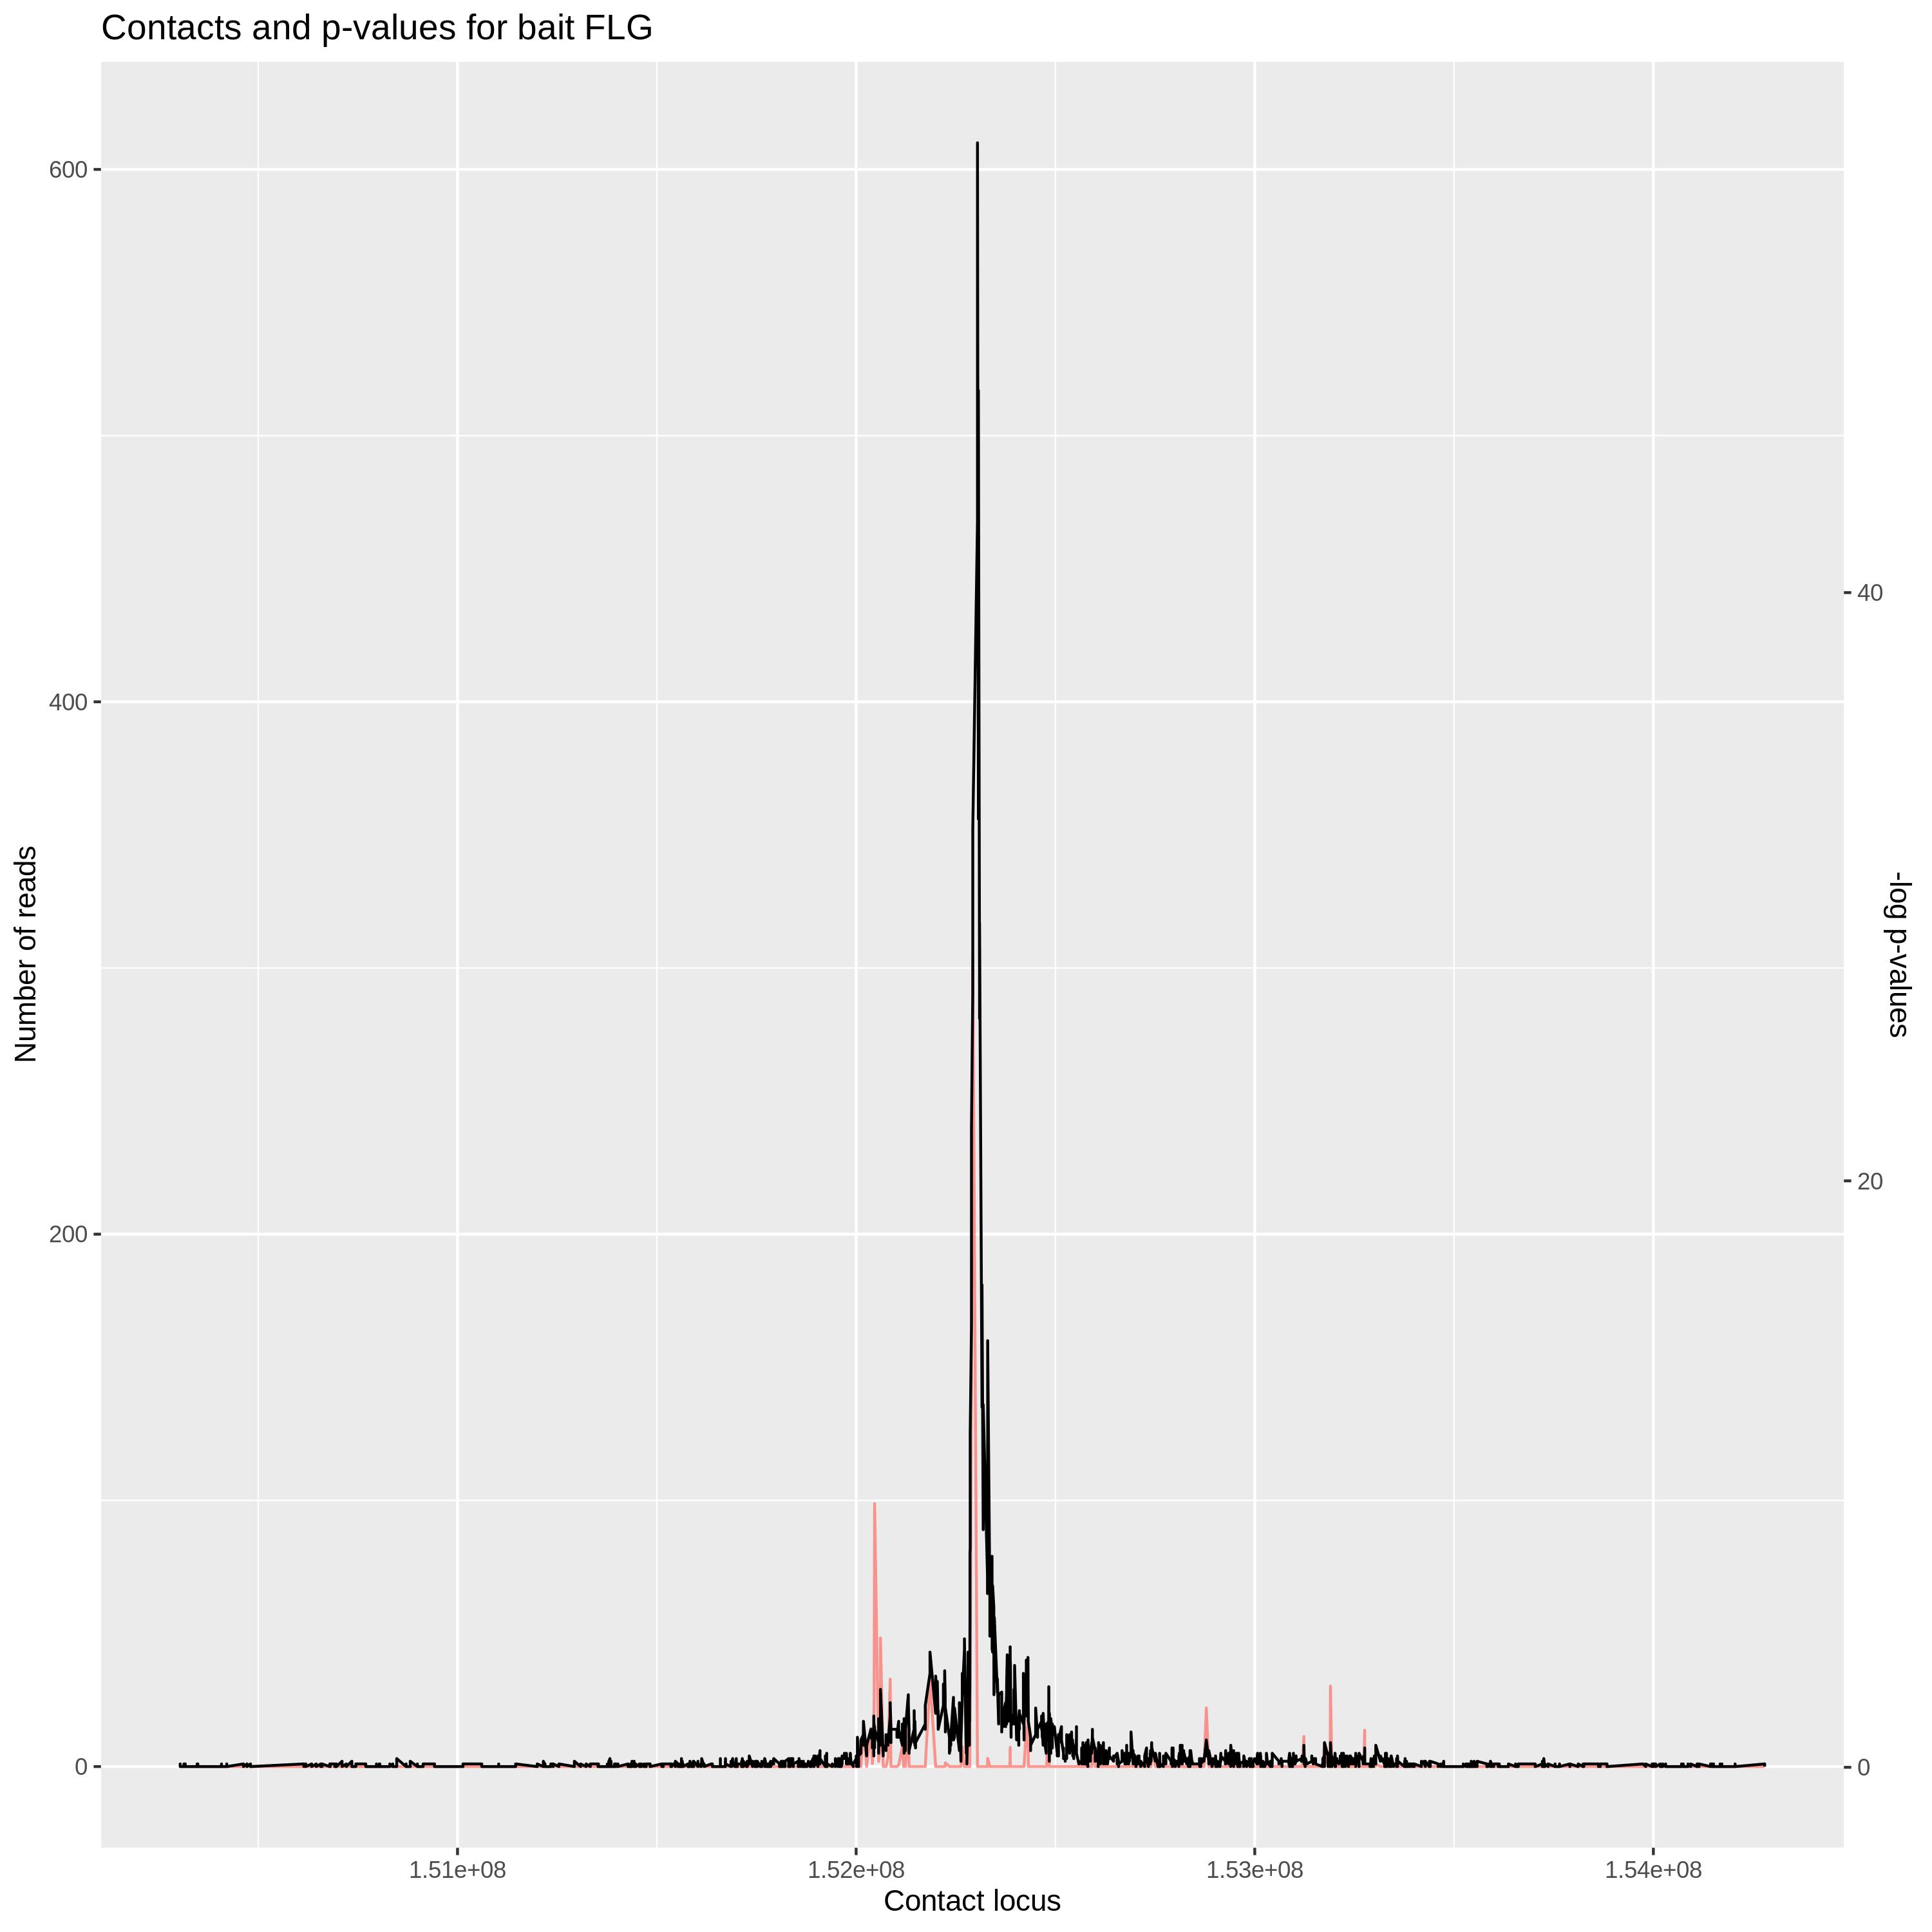 Contacts and p-values for bait FLG
600
400
200
0
Number of reads
40
20
0
-log p-values
1.51e+08 1.52e+08 1.53e+08 1.54e+08
Contact locus